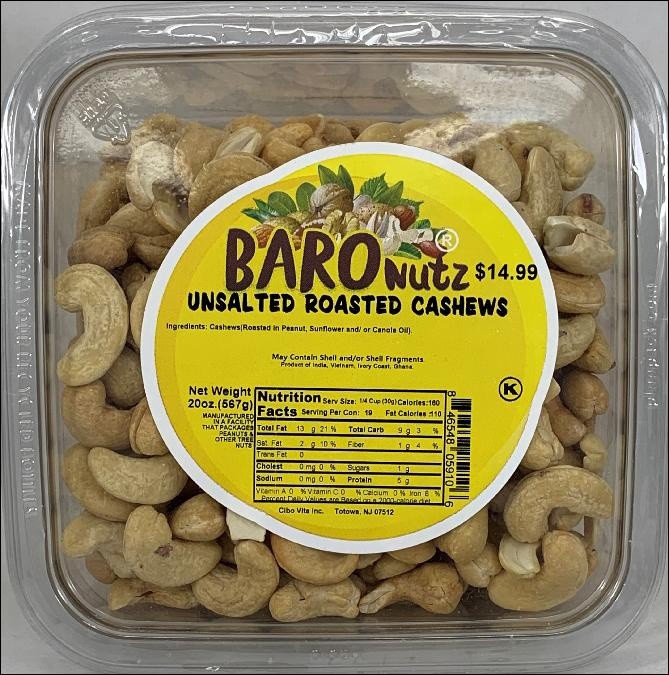 BARO NUTZ ®
$14.99
UNSALTED ROASTED CASHEWS
Ingredients: Cashews(Roasted in Peanut, Sunflower and/ or Canola Oil).
May Contain Shell and/or Shell Fragments
Product of India, Vietnam, Ivory Coast, Ghana.
Net Weight
20oz.(567g)
MANUFACTURED
IN A FACILITY
THAT PACKAGES
PEANUTS &
OTHER TREE
NUTS
Nutrition Serv Size: 1/4 Cup (30g) Calories:160
Facts Serving Per Con: 19 Fat Calories :110
Total Fat 13 g 21 % Total Carb 9 g 3 %
Sat. Fat 2 g 10 % Fiber 1 g 4 %
Trans Fat 0
Cholest 0 mg 0 % Sugars 1 g
Sodium 0 mg 0 % Protein 5 g
Vitamin A 0 % Vitamin C 0 % Calcium 0 % Iron 8 %
Percent Daily Values are Based on a 2000-calorie diet
Cibo Vita Inc. Totowa, NJ 07512
8 46548 05910 6
K